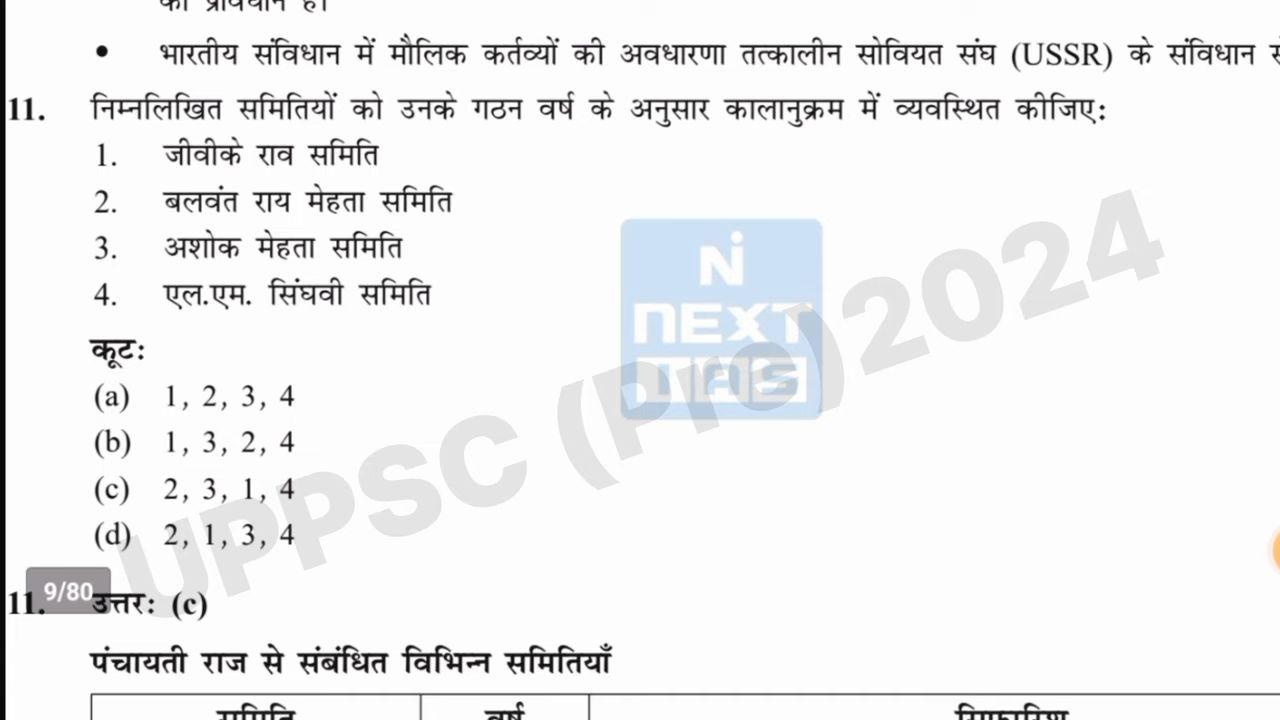 का प्रावधान है।
• भारतीय संविधान में मौलिक कर्तव्यों की अवधारणा तत्कालीन सोवियत संघ (USSR) के संविधान
11. निम्नलिखित समितियों को उनके गठन वर्ष के अनुसार कालानुक्रम में व्यवस्थित कीजिए:
1. जीवीके राव समिति
2. बलवंत राय मेहता समिति
3. अशोक मेहता समिति
4. एल.एम. सिंघवी समिति
NEXT IAS
UPPSC (Pre) 2024
कूट:
(a) 1, 2, 3, 4
(b) 1, 3, 2, 4
(c) 2, 3, 1, 4
(d) 2, 1, 3, 4
9/80
11. उत्तर: (c)
पंचायती राज से संबंधित विभिन्न समितियाँ
समिति वर्ष सिफारिश